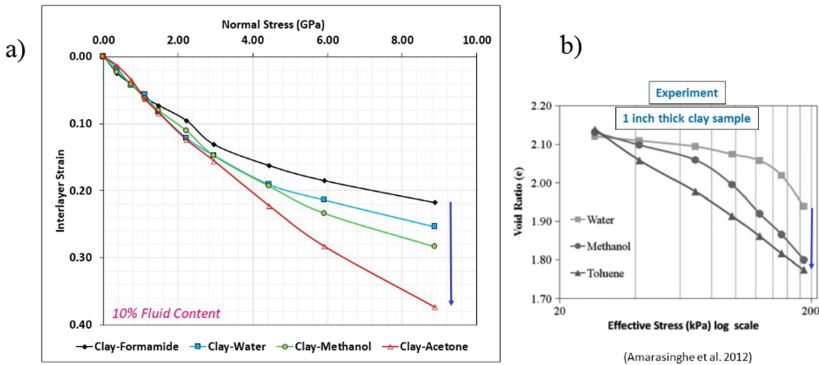 a)
Normal Stress (GPa)
0.00 2.00 4.00 6.00 8.00 10.00
0.00
0.10
0.20
0.30
0.40
Interlayer Strain
10% Fluid Content
Clay-Formamide Clay-Water Clay-Methanol Clay-Acetone
b)
Experiment
1 inch thick clay sample
2.20
2.10
2.00
1.90
1.80
1.70
Void Ratio (e)
Water
Methanol
Toluene
20 200
Effective Stress (kPa) log scale
(Amarasinghe et al. 2012)